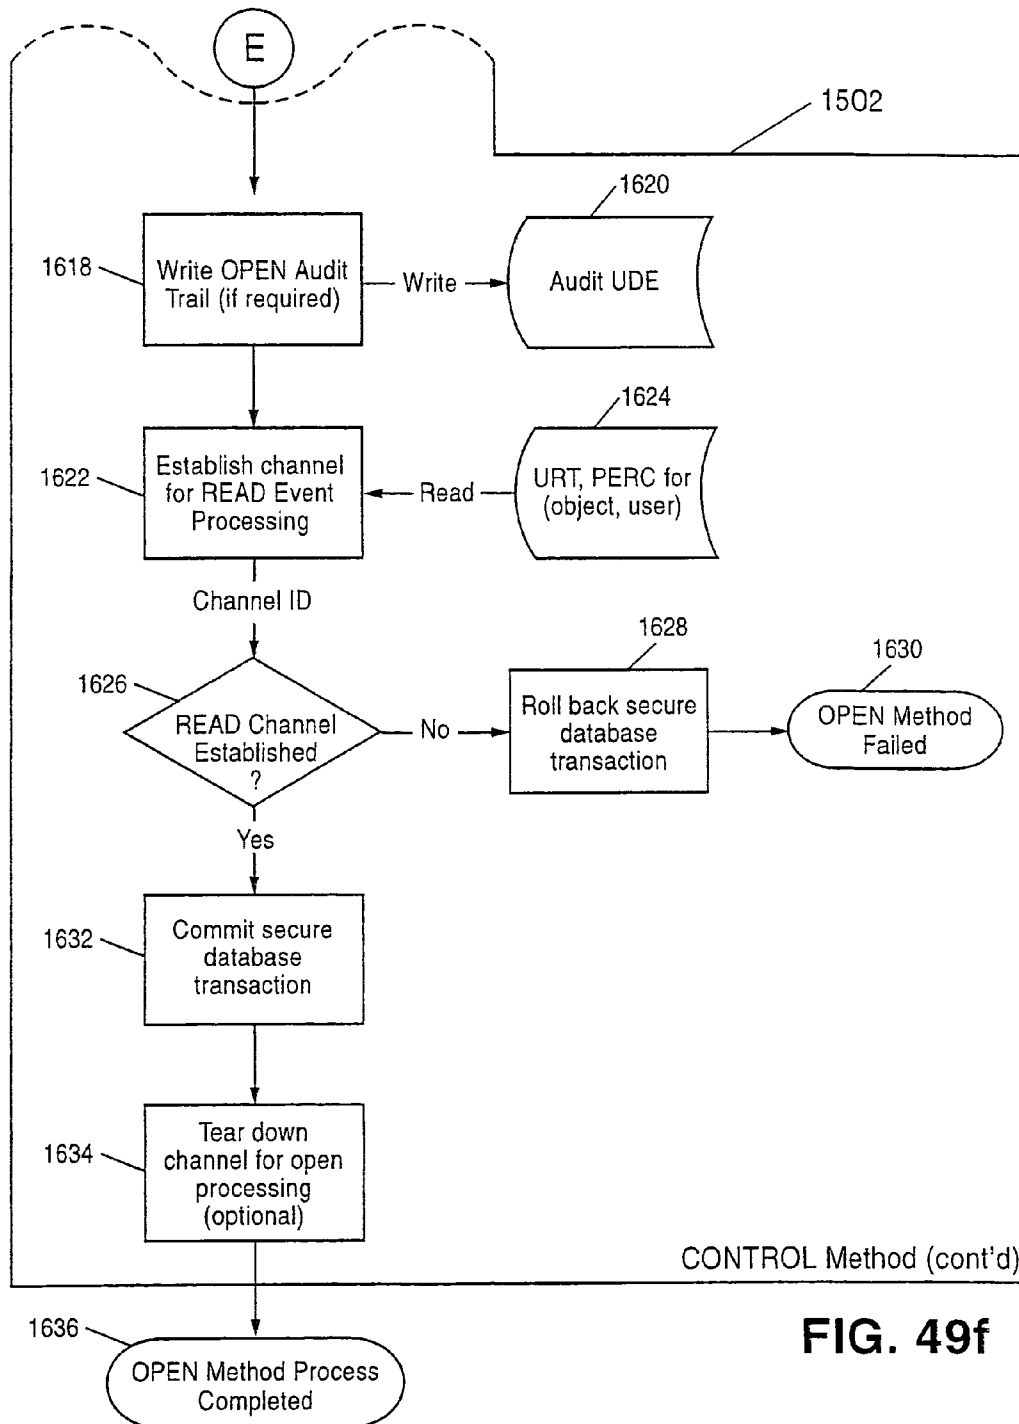 E
1502
1620
1618
Write OPEN Audit
Trail (if required)
Write
Audit UDE
1624
1622
Establish channel
for READ Event
Processing
Read
URT, PERC for
(object, user)
Channel ID
1628
1630
1626
READ Channel
Established
?
No
Roll back secure
database
transaction
OPEN Method
Failed
Yes
1632
Commit secure
database
transaction
1634
Tear down
channel for open
processing
(optional)
CONTROL Method (cont'd)
1636
OPEN Method Process
Completed
FIG. 49f